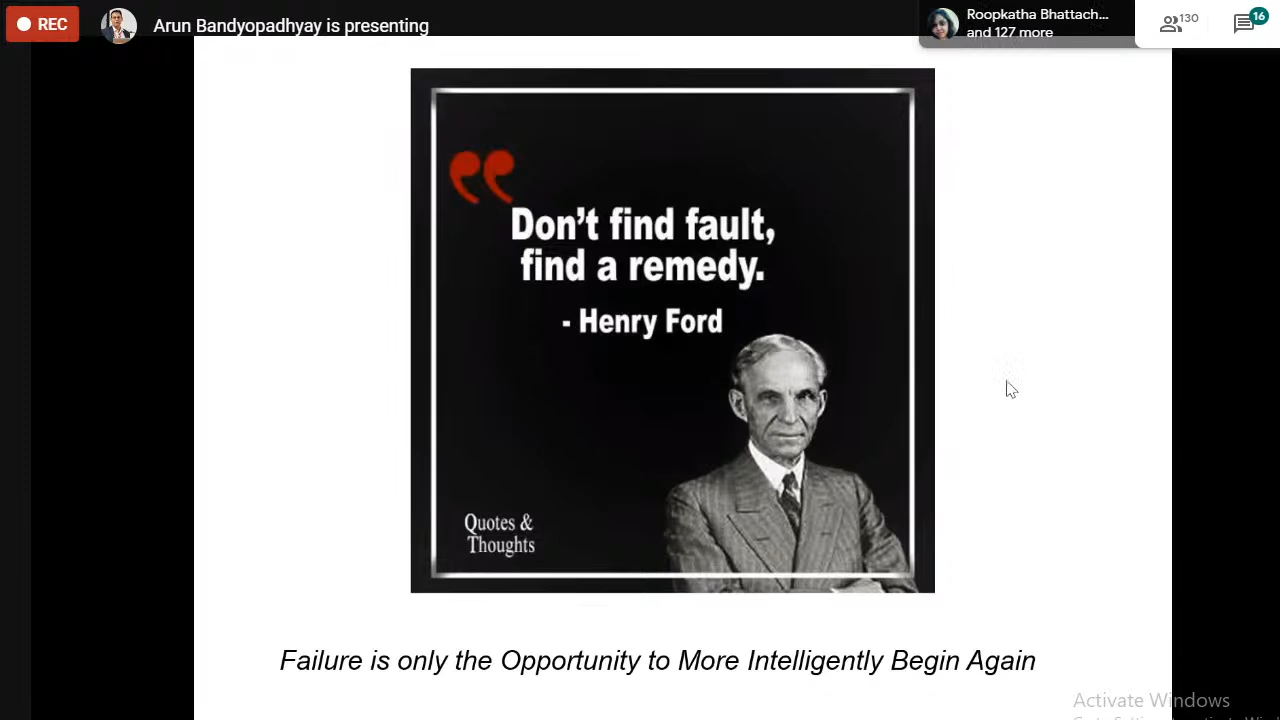 REC
Arun Bandyopadhyay is presenting
Roopkatha Bhattach...
and 127 more
130
16
Don't find fault,
find a remedy.
- Henry Ford
Quotes &
Thoughts
Failure is only the Opportunity to More Intelligently Begin Again
Activate Windows